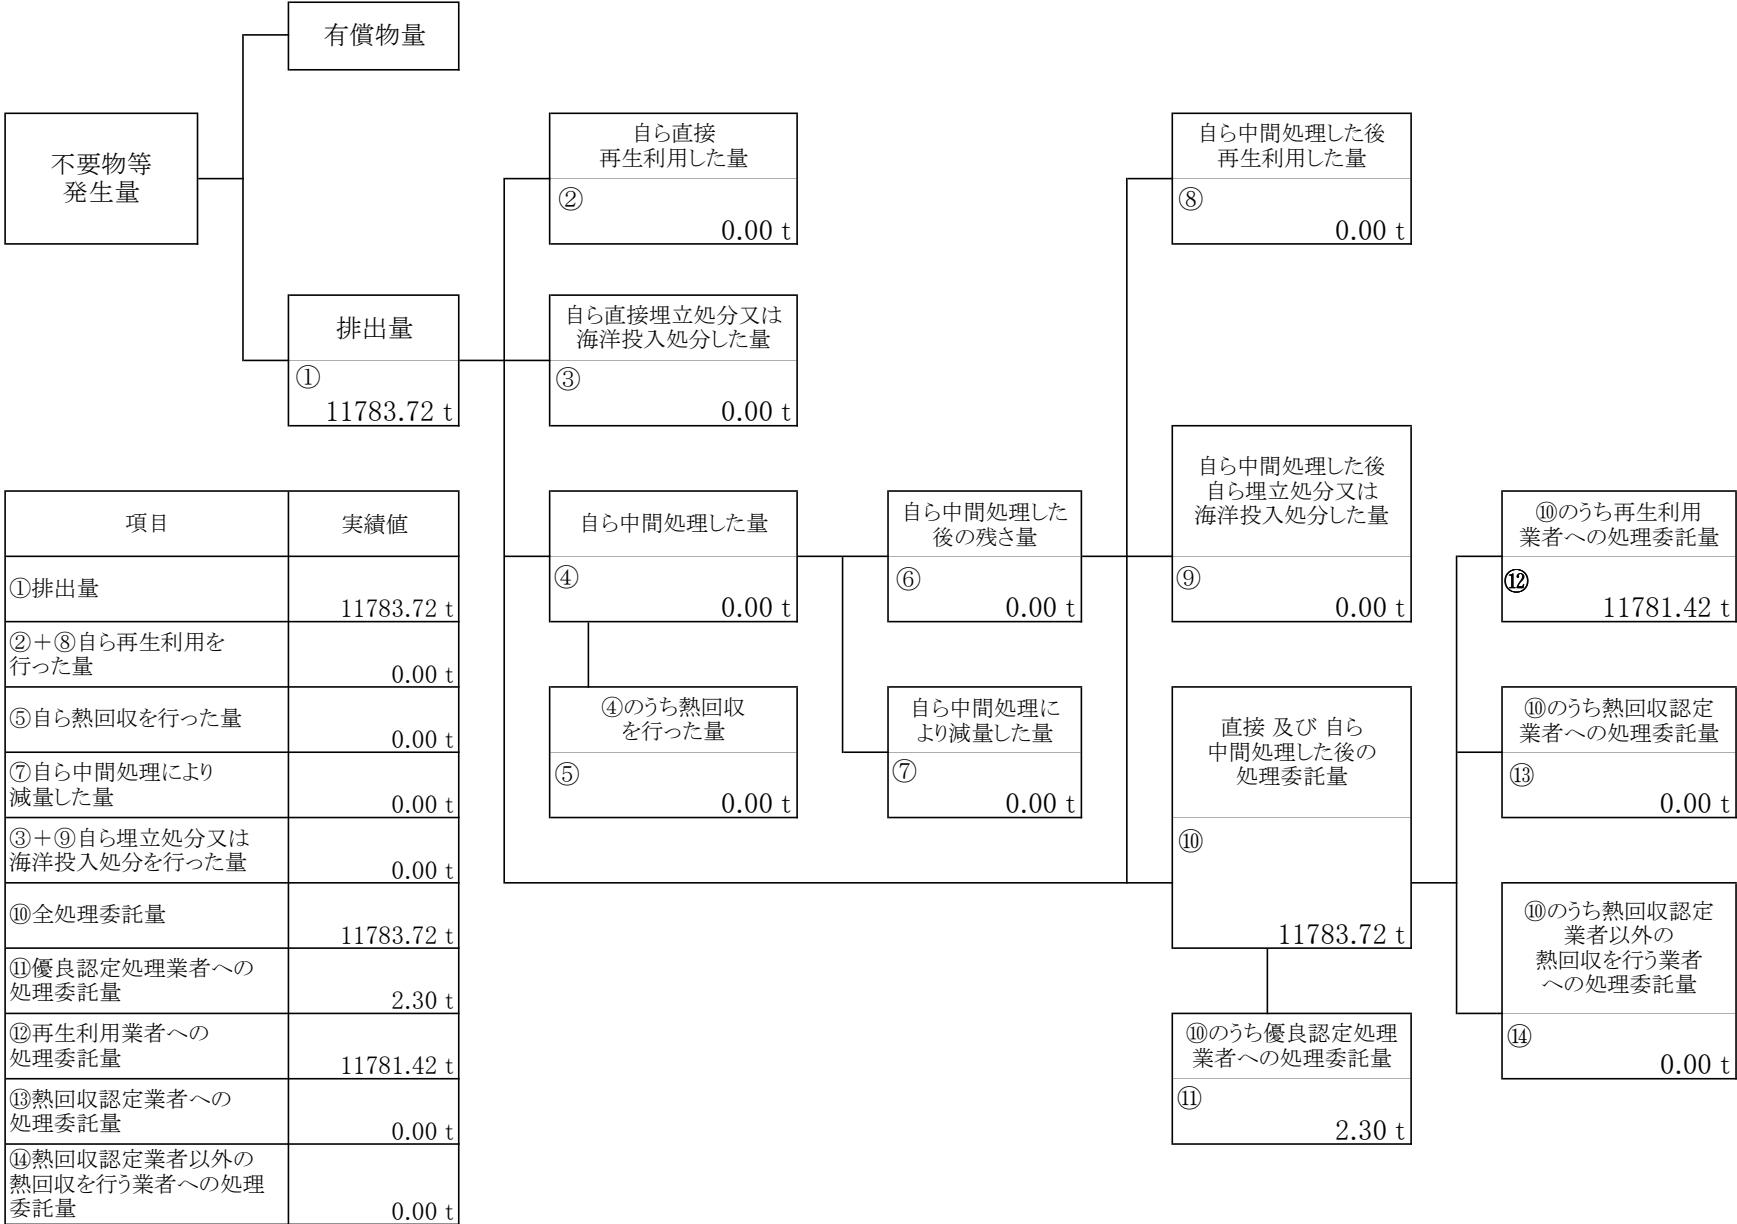 有償物量
不要物等
発生量
自ら直接
再生利用した量
②
0.00 t
自ら中間処理した後
再生利用した量
⑧
0.00 t
排出量
①
11783.72 t
自ら直接埋立処分又は
海洋投入処分した量
③
0.00 t
自ら中間処理した量
④
0.00 t
自ら中間処理した
後の残さ量
⑥
0.00 t
自ら中間処理した後
自ら埋立処分又は
海洋投入処分した量
⑨
0.00 t
⑩のうち再生利用
業者への処理委託量
⑫
11781.42 t
④のうち熱回収
を行った量
⑤
0.00 t
自ら中間処理に
より減量した量
⑦
0.00 t
直接 及び 自ら
中間処理した後の
処理委託量
⑩
11783.72 t
⑩のうち熱回収認定
業者への処理委託量
⑬
0.00 t
⑩のうち熱回収認定
業者以外の
熱回収を行う業者
への処理委託量
⑭
0.00 t
⑩のうち優良認定処理
業者への処理委託量
⑪
2.30 t
項目 実績値
①排出量
11783.72 t
②＋⑧自ら再生利用を
行った量
0.00 t
⑤自ら熱回収を行った量
0.00 t
⑦自ら中間処理により
減量した量
0.00 t
③＋⑨自ら埋立処分又は
海洋投入処分を行った量
0.00 t
⑩全処理委託量
11783.72 t
⑪優良認定処理業者への
処理委託量
2.30 t
⑫再生利用業者への
処理委託量
11781.42 t
⑬熱回収認定業者への
処理委託量
0.00 t
⑭熱回収認定業者以外の
熱回収を行う業者への処理
委託量
0.00 t